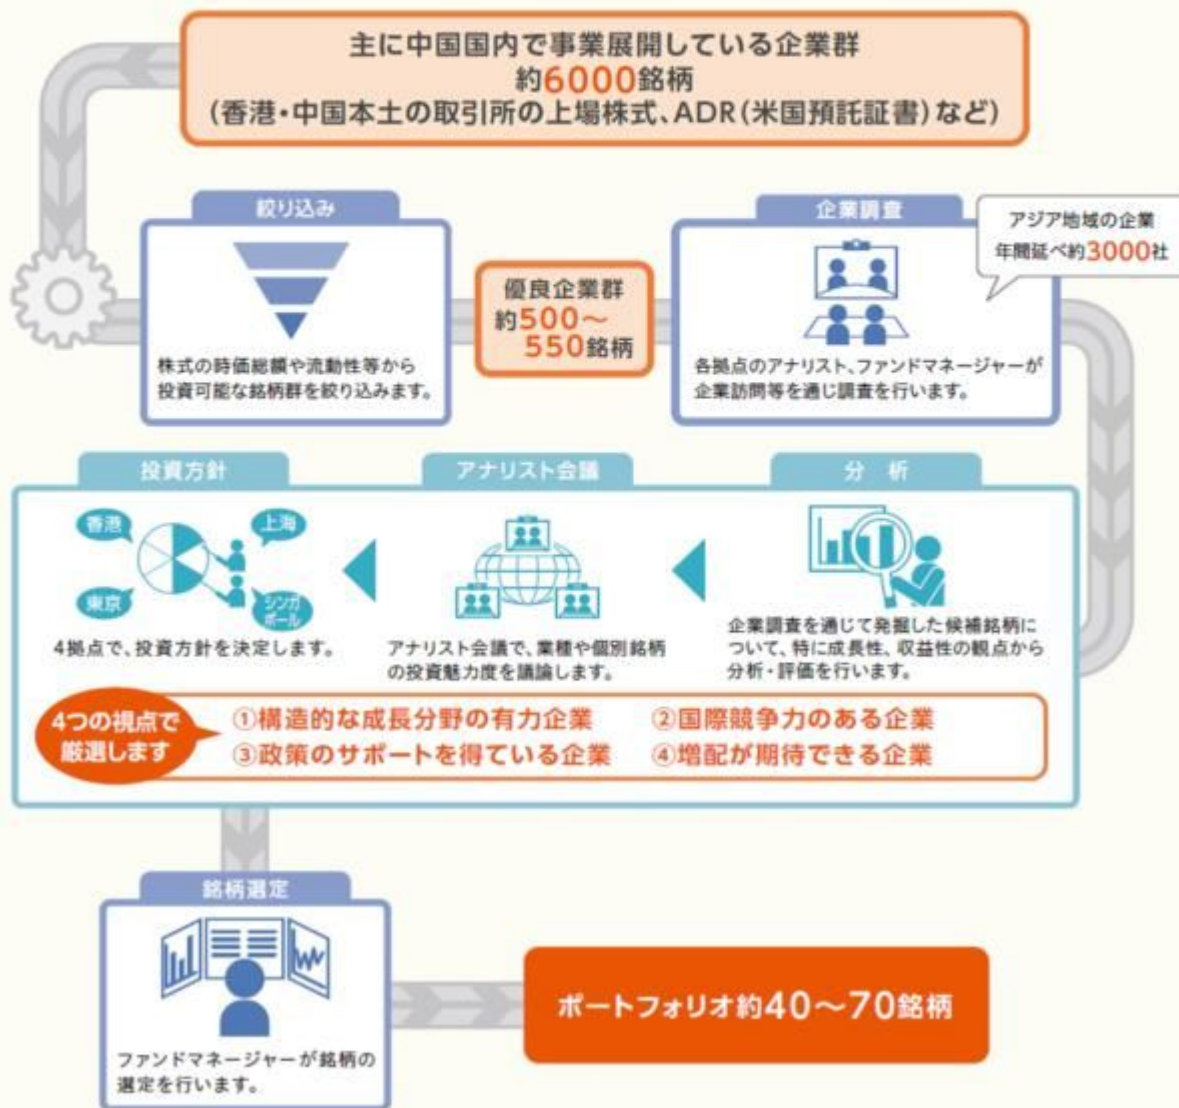 主に中国国内で事業展開している企業群
約6000銘柄
(香港・中国本土の取引所の上場株式、ADR(米国預託証書)など)
絞り込み
株式の時価総額や流動性等から
投資可能な銘柄群を絞り込みます。
優良企業群
約500～
550銘柄
企業調査
アジア地域の企業
年間延べ約3000社
各拠点のアナリスト、ファンドマネージャーが
企業訪問等を通じ調査を行います。
分 析
企業調査を通じて発掘した候補銘柄に
ついて、特に成長性、収益性の観点から
分析・評価を行います。
アナリスト会議
アナリスト会議で、業種や個別銘柄
の投資魅力度を議論します。
投資方針
香港
上海
東京
シンガ
ポール
4拠点で、投資方針を決定します。
4つの視点で
厳選します
①構造的な成長分野の有力企業
②国際競争力のある企業
③政策のサポートを得ている企業
④増配が期待できる企業
銘柄選定
ファンドマネージャーが銘柄の
選定を行います。
ポートフォリオ約40～70銘柄